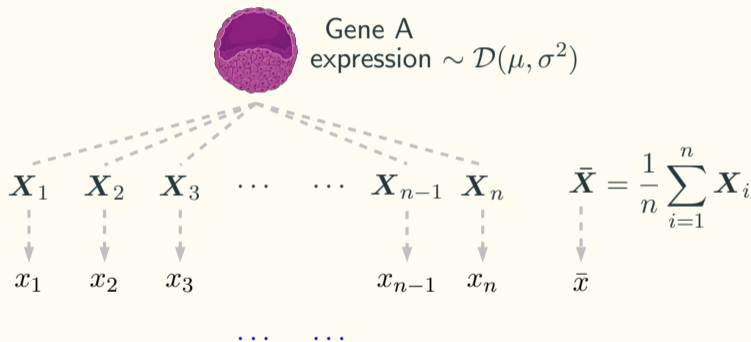 Gene A
expression ∼ 𝒟(μ, σ²)
X₁ X₂ X₃ ⋯ ⋯ Xₙ₋₁ Xₙ X̄ = 1/n ∑ᵢ₌₁ⁿ Xᵢ
x₁ x₂ x₃ xₙ₋₁ xₙ x̄
⋯ ⋯